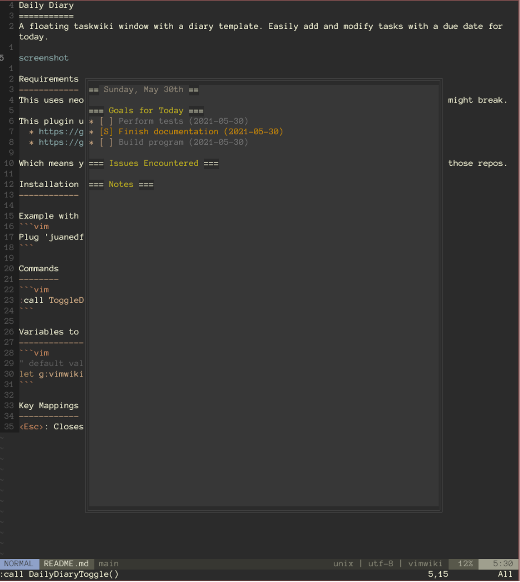 4 Daily Diary
3 ===========
2 A floating taskwiki window with a diary template. Easily add and modify tasks with a due date for
today.
1
5 screenshot
1
2 Requirements
3 ------------
4 This uses neo might break.
5
6 This plugin u
7 * https://g
8 * https://g
9
10 Which means y those repos.
11
12 Installation
13 ------------
14
15 Example with
16 ```vim
17 Plug 'juanedf
18 ```
19
20 Commands
21 --------
22 ```vim
23 :call ToggleD
24 ```
25
26 Variables to
27 -------------
28 ```vim
29 " default val
30 let g:vimwiki
31 ```
32
33 Key Mappings
34 ------------
35 <Esc>: Closes
== Sunday, May 30th ==
=== Goals for Today ===
* [ ] Perform tests (2021-05-30)
* [S] Finish documentation (2021-05-30)
* [ ] Build program (2021-05-30)
=== Issues Encountered ===
=== Notes ===
NORMAL README.md main unix | utf-8 | vimwiki 12% 5:30
:call DailyDiaryToggle() 5,15 All